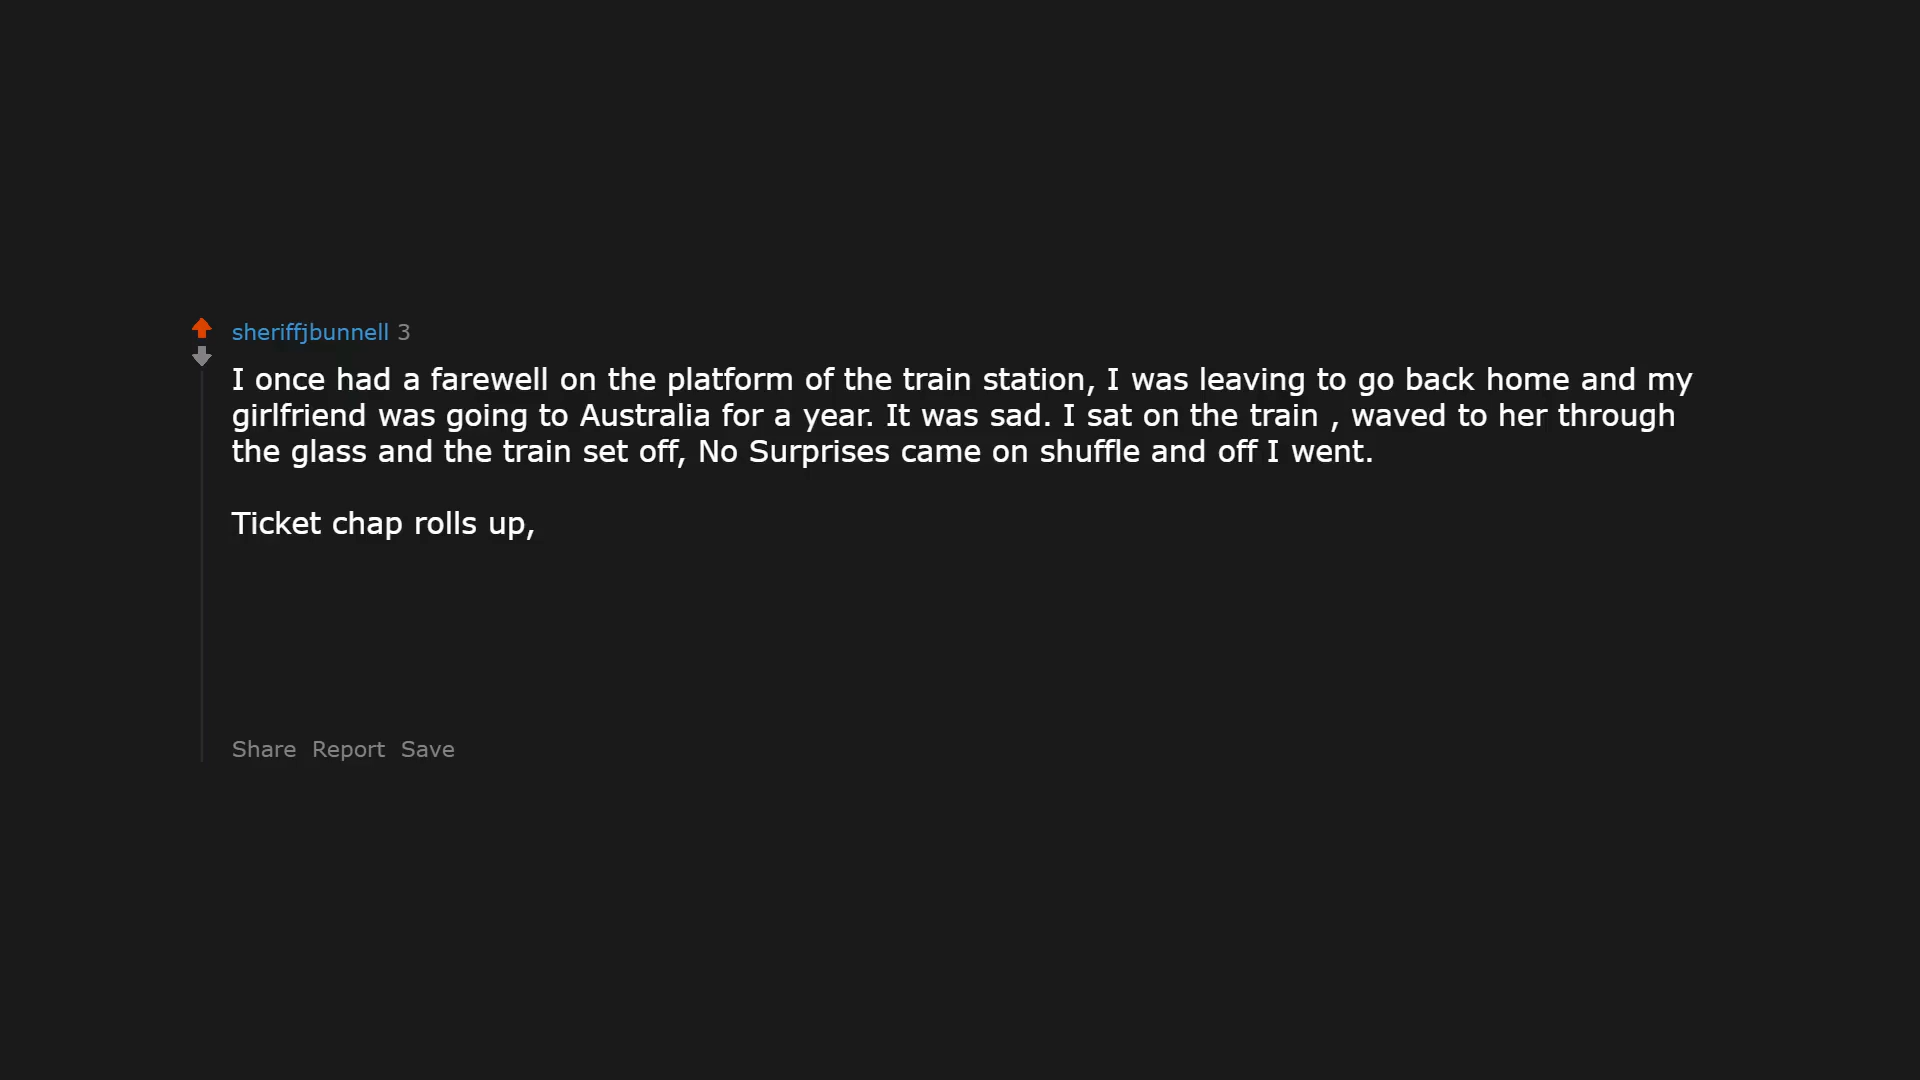 sheriffjbunnell 3
I once had a farewell on the platform of the train station, I was leaving to go back home and my
girlfriend was going to Australia for a year. It was sad. I sat on the train , waved to her through
the glass and the train set off, No Surprises came on shuffle and off I went.
Ticket chap rolls up,
Share Report Save